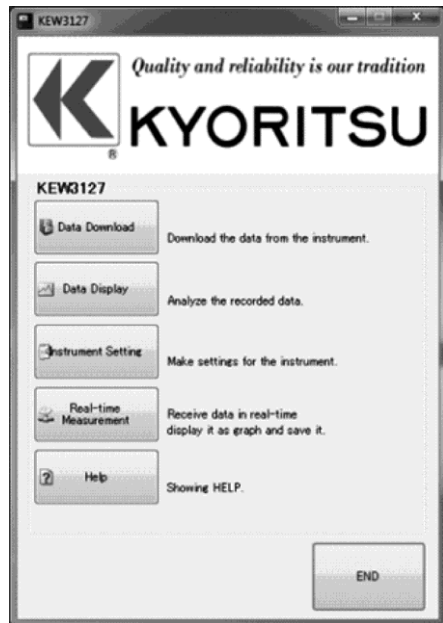 KEW3127
Quality and reliability is our tradition
KYORITSU
®
KEW3127
Data Download
Download the data from the instrument.
Data Display
Analyze the recorded data.
Instrument Setting
Make settings for the instrument.
Real-time
Measurement
Receive data in real-time
display it as graph and save it.
? Help
Showing HELP.
END